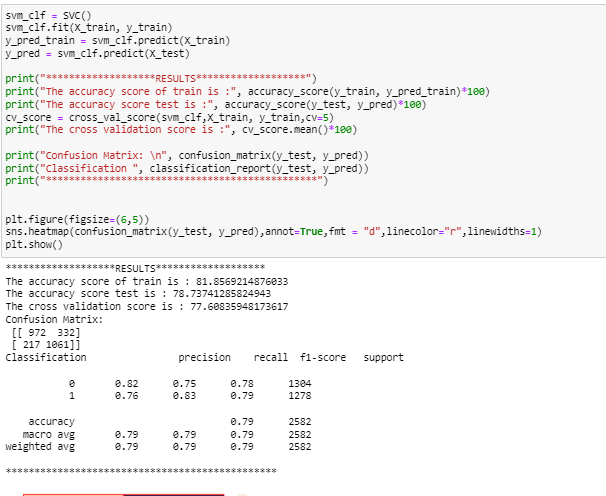 svm_clf = SVC()
svm_clf.fit(X_train, y_train)
y_pred_train = svm_clf.predict(X_train)
y_pred = svm_clf.predict(X_test)
print("*******************RESULTS*******************")
print("The accuracy score of train is :", accuracy_score(y_train, y_pred_train)*100)
print("The accuracy score test is :", accuracy_score(y_test, y_pred)*100)
cv_score = cross_val_score(svm_clf,X_train, y_train,cv=5)
print("The cross validation score is :", cv_score.mean()*100)
print("Confusion Matrix: \n", confusion_matrix(y_test, y_pred))
print("Classification ", classification_report(y_test, y_pred))
print("***********************************************")
plt.figure(figsize=(6,5))
sns.heatmap(confusion_matrix(y_test, y_pred),annot=True,fmt = "d",linecolor="r",linewidths=1)
plt.show()
*******************RESULTS*******************
The accuracy score of train is : 81.8569214876033
The accuracy score test is : 78.73741285824943
The cross validation score is : 77.60835948173617
Confusion Matrix:
[[ 972 332]
[ 217 1061]]
Classification precision recall f1-score support
0 0.82 0.75 0.78 1304
1 0.76 0.83 0.79 1278
accuracy 0.79 2582
macro avg 0.79 0.79 0.79 2582
weighted avg 0.79 0.79 0.79 2582
***********************************************